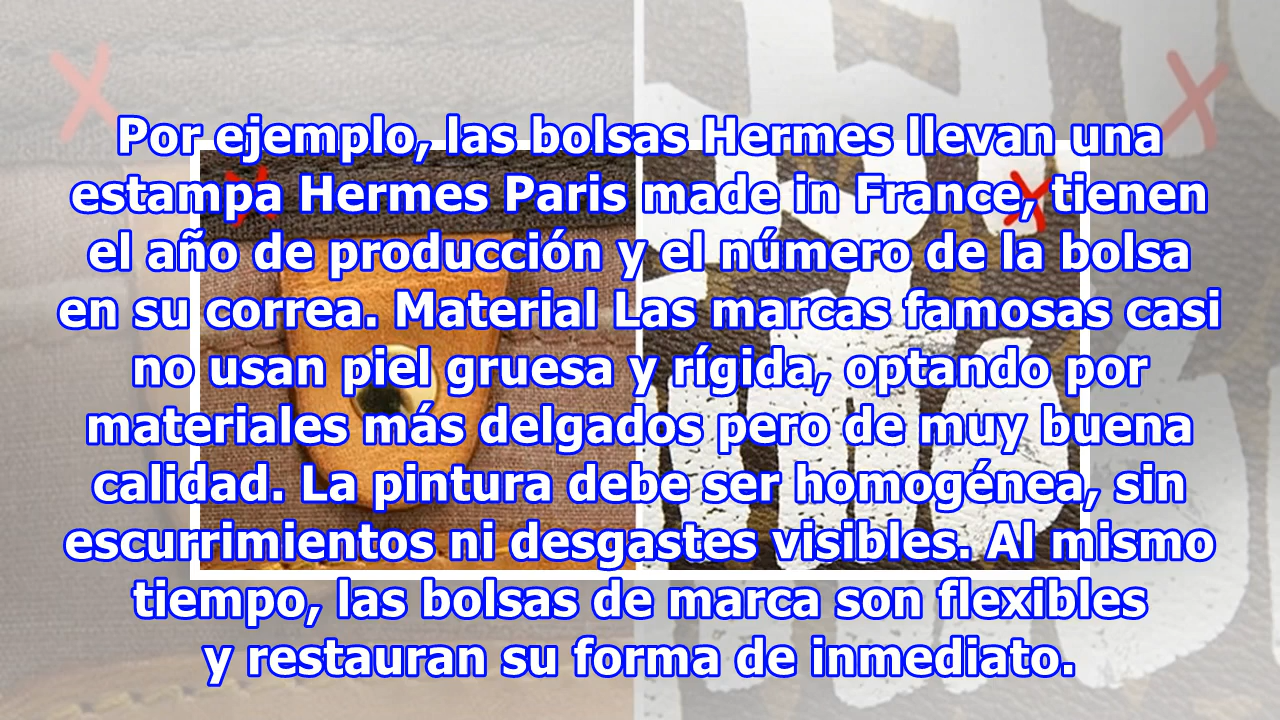 Por ejemplo, las bolsas Hermes llevan una
estampa Hermes Paris made in France, tienen
el año de producción y el número de la bolsa
en su correa. Material Las marcas famosas casi
no usan piel gruesa y rígida, optando por
materiales más delgados pero de muy buena
calidad. La pintura debe ser homogénea, sin
escurrimientos ni desgastes visibles. Al mismo
tiempo, las bolsas de marca son flexibles
y restauran su forma de inmediato.